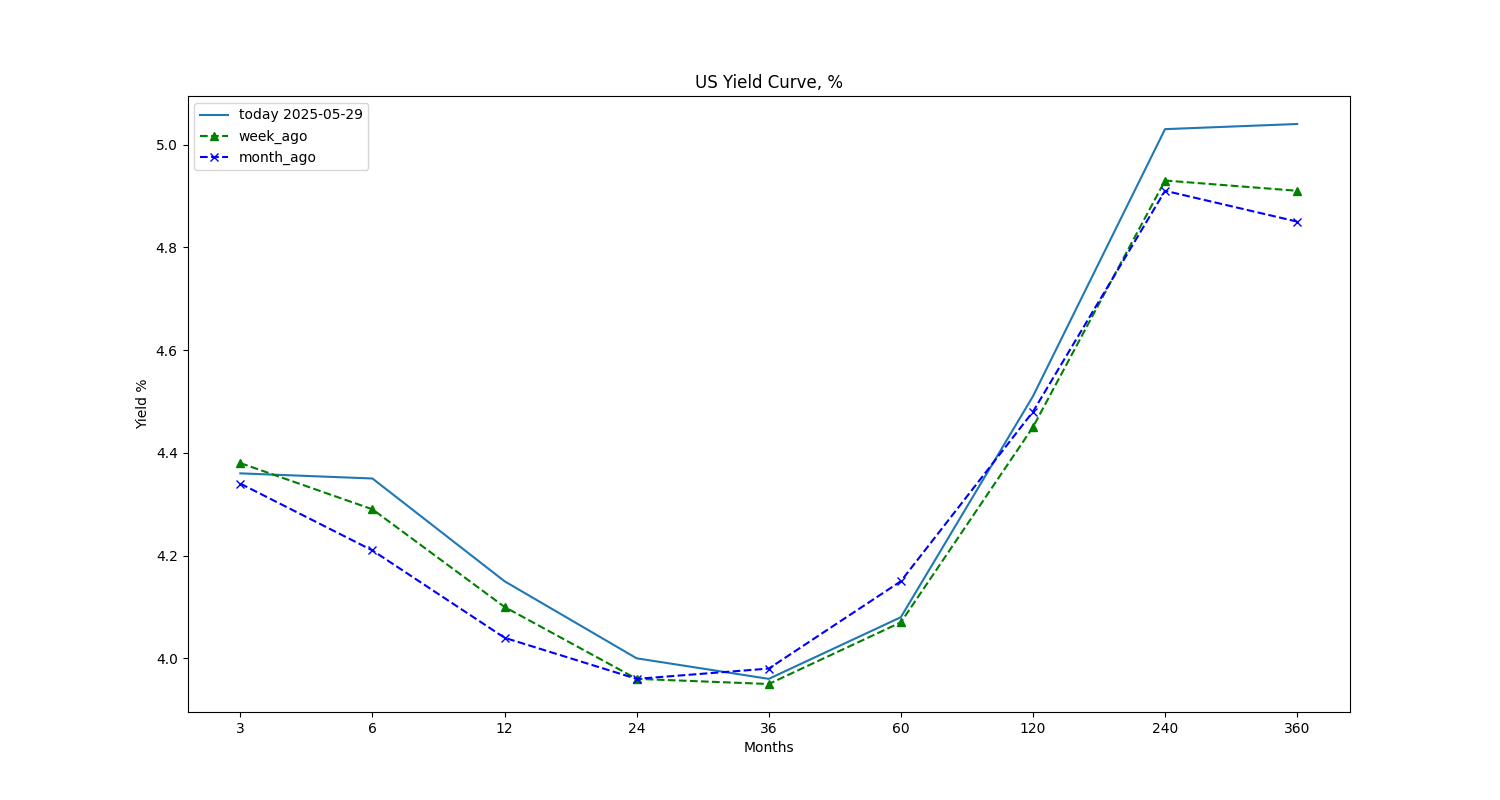 US Yield Curve, %
today 2025-05-29
week_ago
month_ago
5.0
4.8
4.6
4.4
4.2
4.0
Yield %
3 6 12 24 36 60 120 240 360
Months